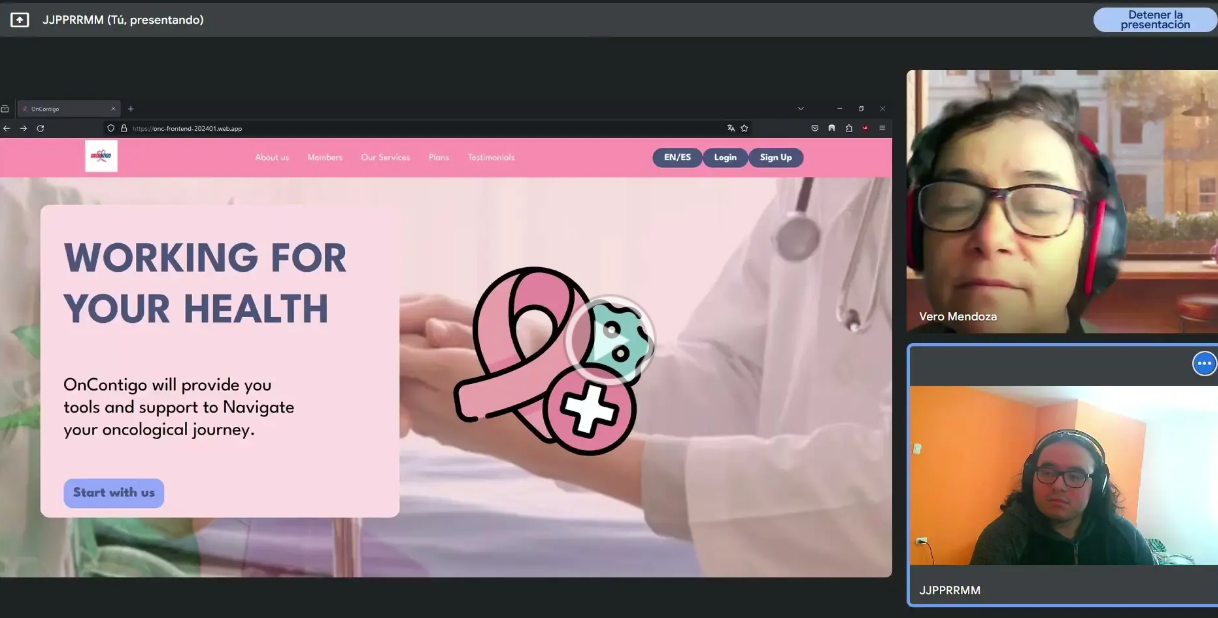 JJPPRRMM (Tú, presentando)
Detener la
presentación
OnContigo
https://onc-frontend-202401.web.app
About us
Members
Our Services
Plans
Testimonials
EN/ES
Login
Sign Up
WORKING FOR
YOUR HEALTH
OnContigo will provide you
tools and support to Navigate
your oncological journey.
Start with us
Vero Mendoza
JJPPRRMM